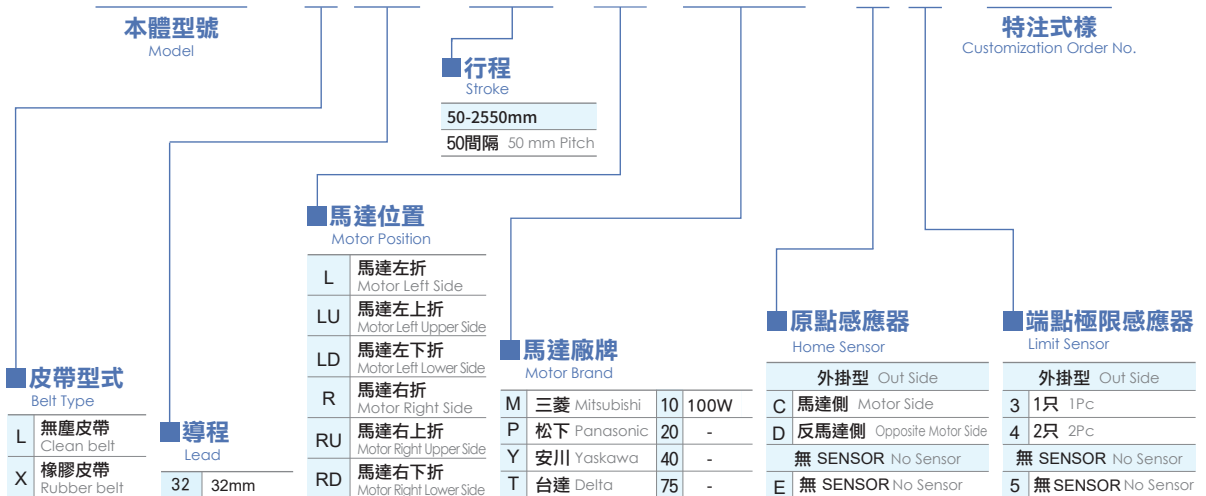 本體型號
Model
特注式樣
Customization Order No.
行程
Stroke
50-2550mm
50間隔 50 mm Pitch
馬達位置
Motor Position
L 馬達左折
Motor Left Side
LU 馬達左上折
Motor Left Upper Side
LD 馬達左下折
Motor Left Lower Side
R 馬達右折
Motor Right Side
RU 馬達右上折
Motor Right Upper Side
RD 馬達右下折
Motor Right Lower Side
皮帶型式
Belt Type
L 無塵皮帶
Clean belt
X 橡膠皮帶
Rubber belt
導程
Lead
32 32mm
馬達廠牌
Motor Brand
M 三菱 Mitsubishi 10 100W
P 松下 Panasonic 20 -
Y 安川 Yaskawa 40 -
T 台達 Delta 75 -
原點感應器
Home Sensor
外掛型 Out Side
C 馬達側 Motor Side
D 反馬達側 Opposite Motor Side
無 SENSOR No Sensor
E 無 SENSOR No Sensor
端點極限感應器
Limit Sensor
外掛型 Out Side
3 1只 1Pc
4 2只 2Pc
無 SENSOR No Sensor
5 無 SENSOR No Sensor